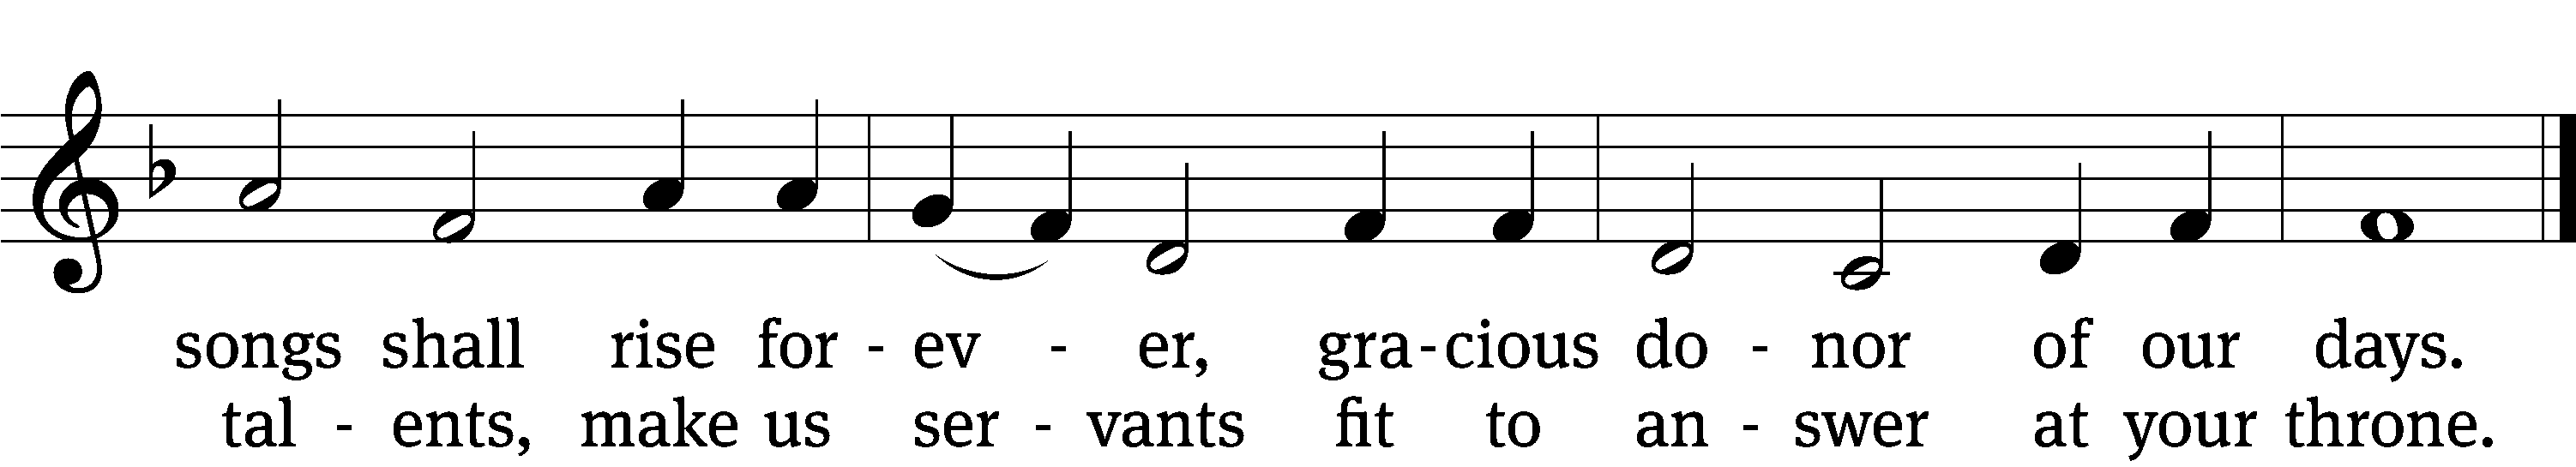 songs shall rise for - ev - er, gra - cious do - nor of our days.
tal - ents, make us ser - vants fit to an - swer at your throne.